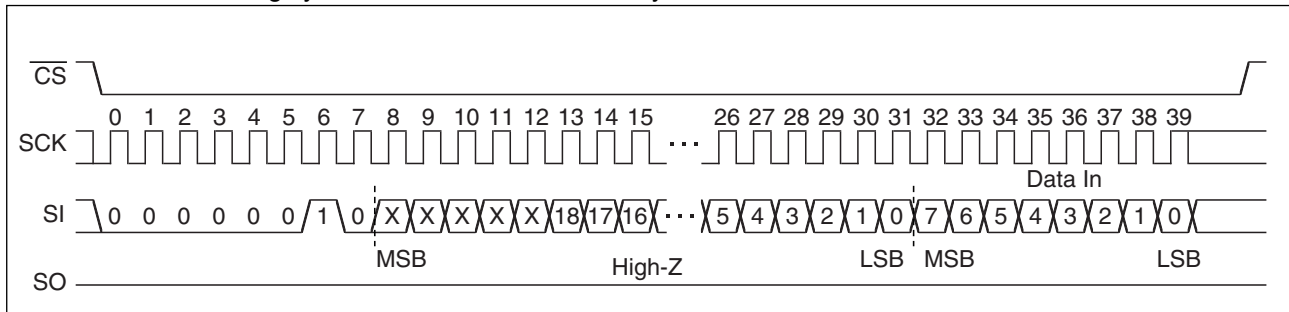 CS
0 1 2 3 4 5 6 7 8 9 10 11 12 13 14 15 26 27 28 29 30 31 32 33 34 35 36 37 38 39
SCK ...
Data In
SI 0 0 0 0 0 0 1 0 X X X X X 18 17 16 ... 5 4 3 2 1 0 7 6 5 4 3 2 1 0
MSB High-Z LSB MSB LSB
SO